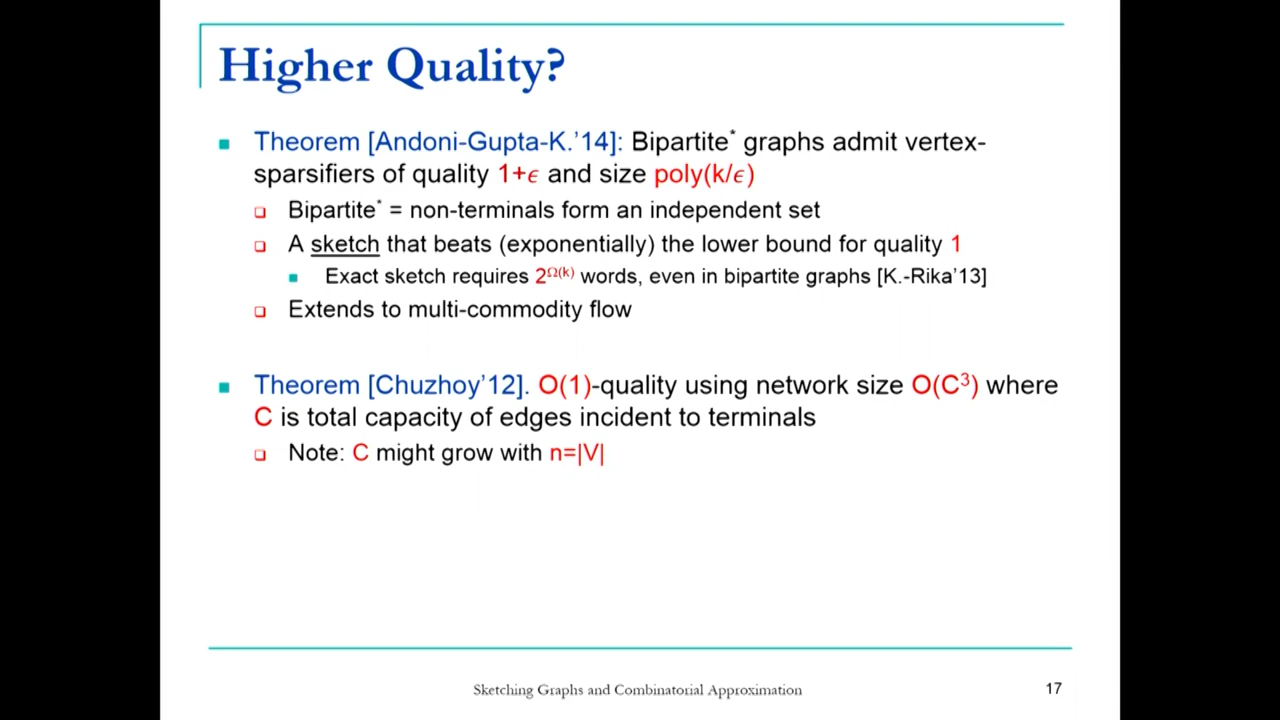 Higher Quality?
Theorem [Andoni-Gupta-K.’14]: Bipartite* graphs admit vertex-
sparsifiers of quality 1+ϵ and size poly(k/ϵ)
Bipartite* = non-terminals form an independent set
A sketch that beats (exponentially) the lower bound for quality 1
Exact sketch requires 2^Ω(k) words, even in bipartite graphs [K.-Rika’13]
Extends to multi-commodity flow
Theorem [Chuzhoy’12]. O(1)-quality using network size O(C³) where
C is total capacity of edges incident to terminals
Note: C might grow with n=|V|
Sketching Graphs and Combinatorial Approximation
17